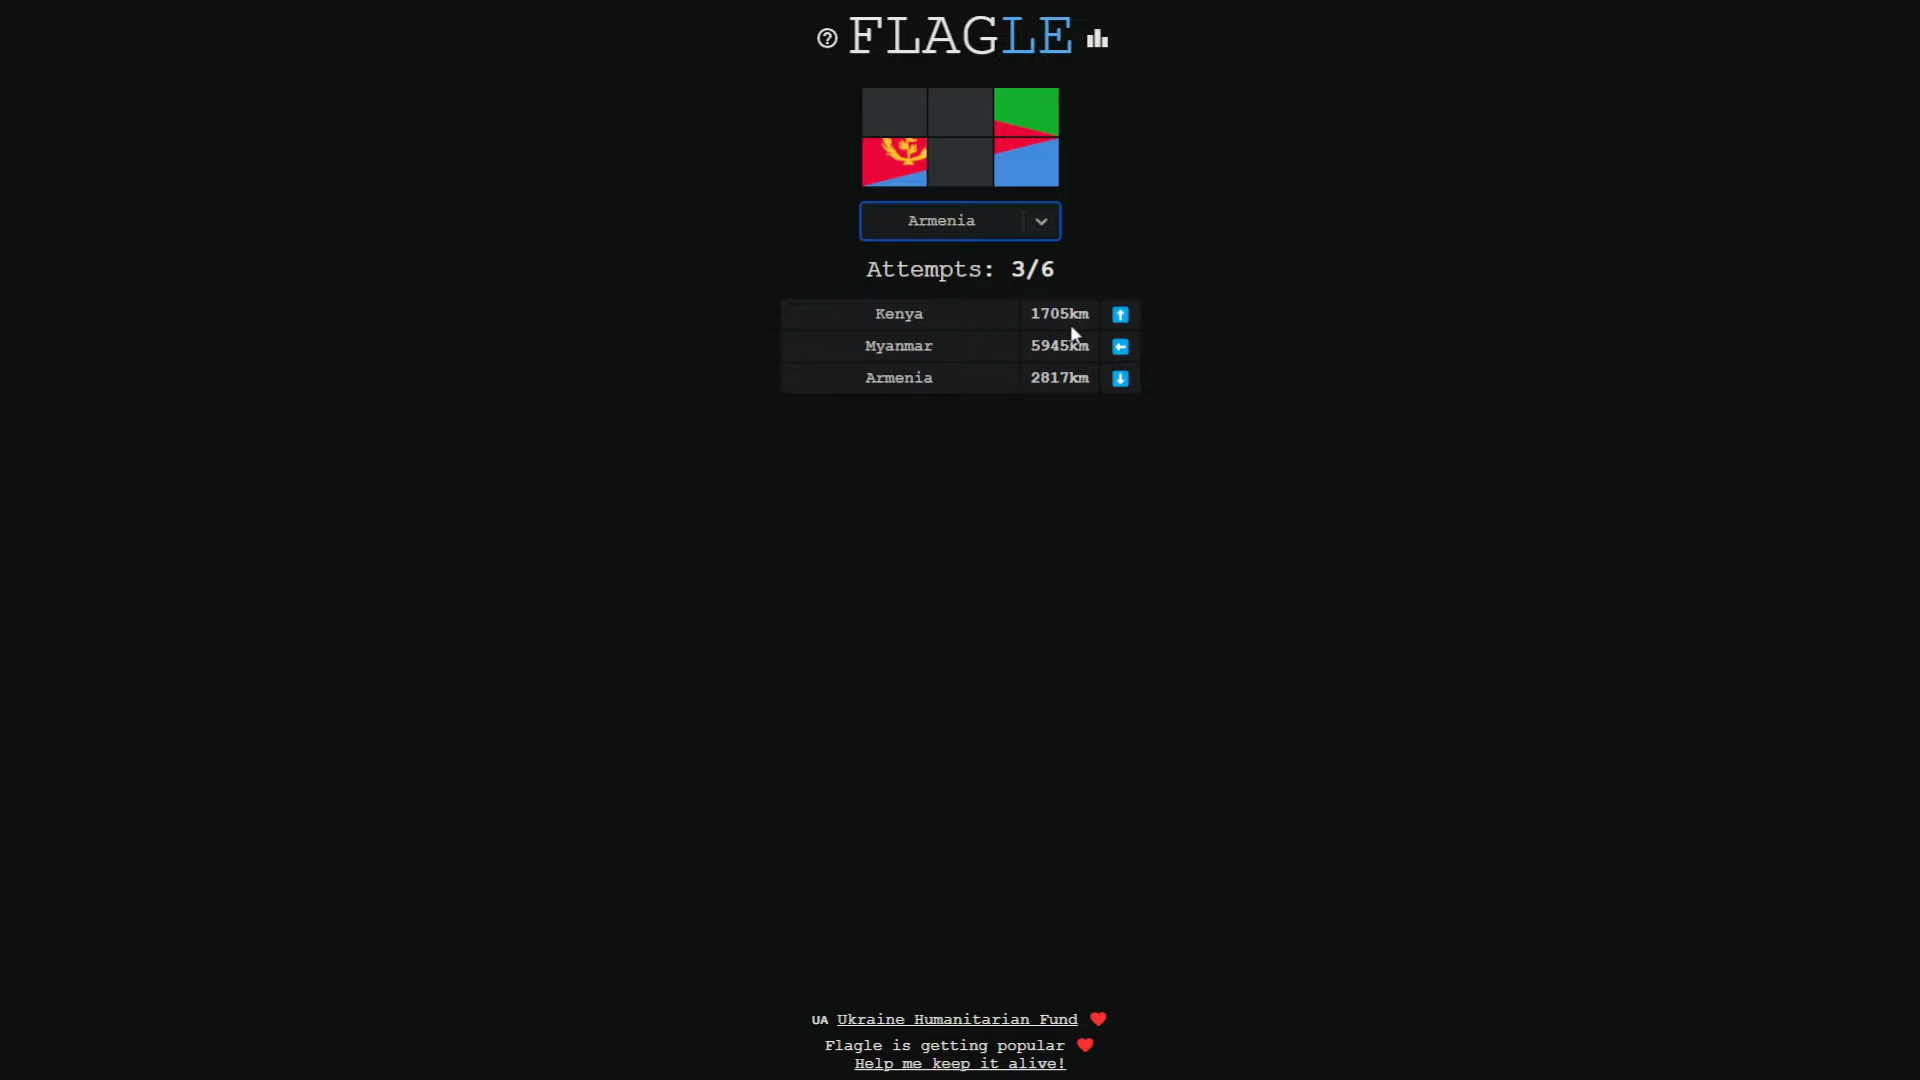 FLAGLE
Armenia
Attempts: 3/6
Kenya 1705km
Myanmar 5945km
Armenia 2817km
UA Ukraine Humanitarian Fund
Flagle is getting popular
Help me keep it alive!